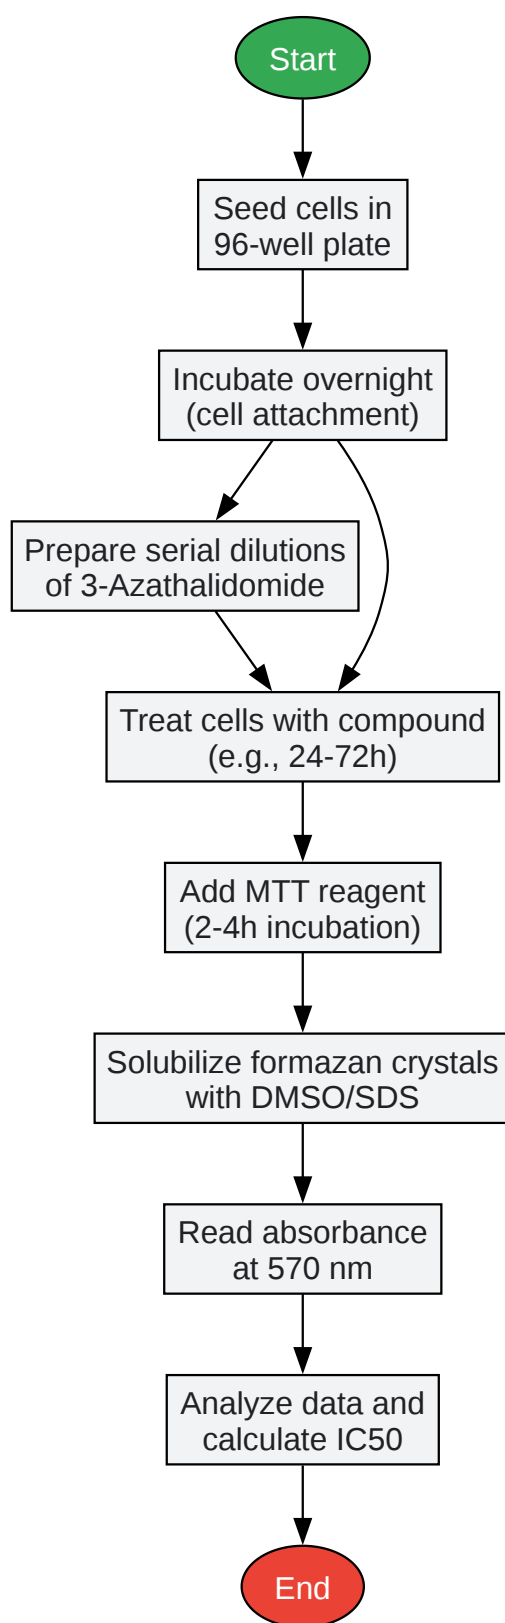 Start
Seed cells in
96-well plate
Incubate overnight
(cell attachment)
Prepare serial dilutions
of 3-Azathalidomide
Treat cells with compound
(e.g., 24-72h)
Add MTT reagent
(2-4h incubation)
Solubilize formazan crystals
with DMSO/SDS
Read absorbance
at 570 nm
Analyze data and
calculate IC50
End